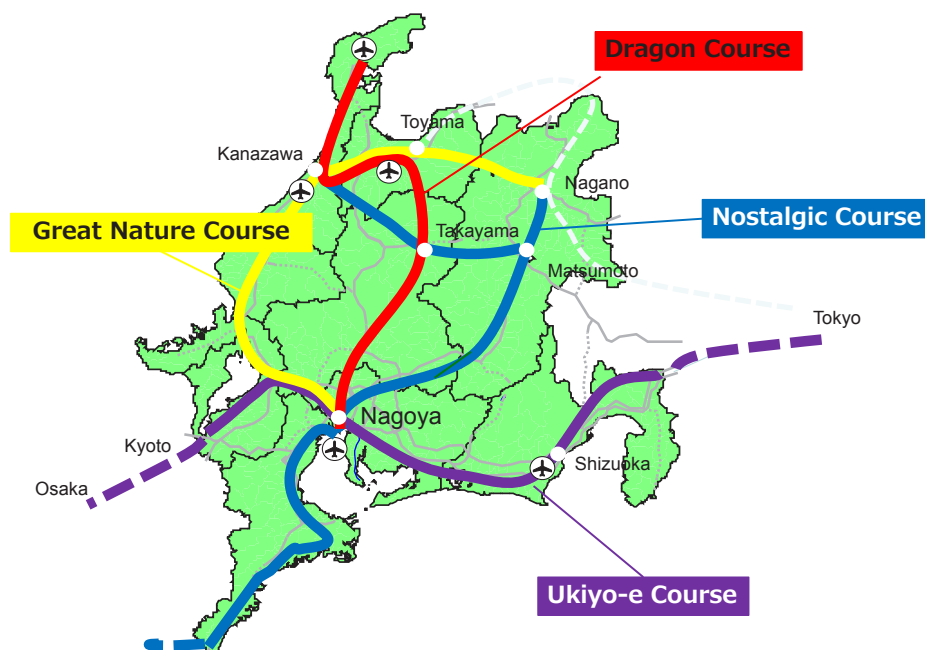 Dragon Course
Toyama
Kanazawa
Nagano
Nostalgic Course
Great Nature Course
Takayama
Matsumoto
Tokyo
Nagoya
Kyoto
Shizuoka
Osaka
Ukiyo-e Course